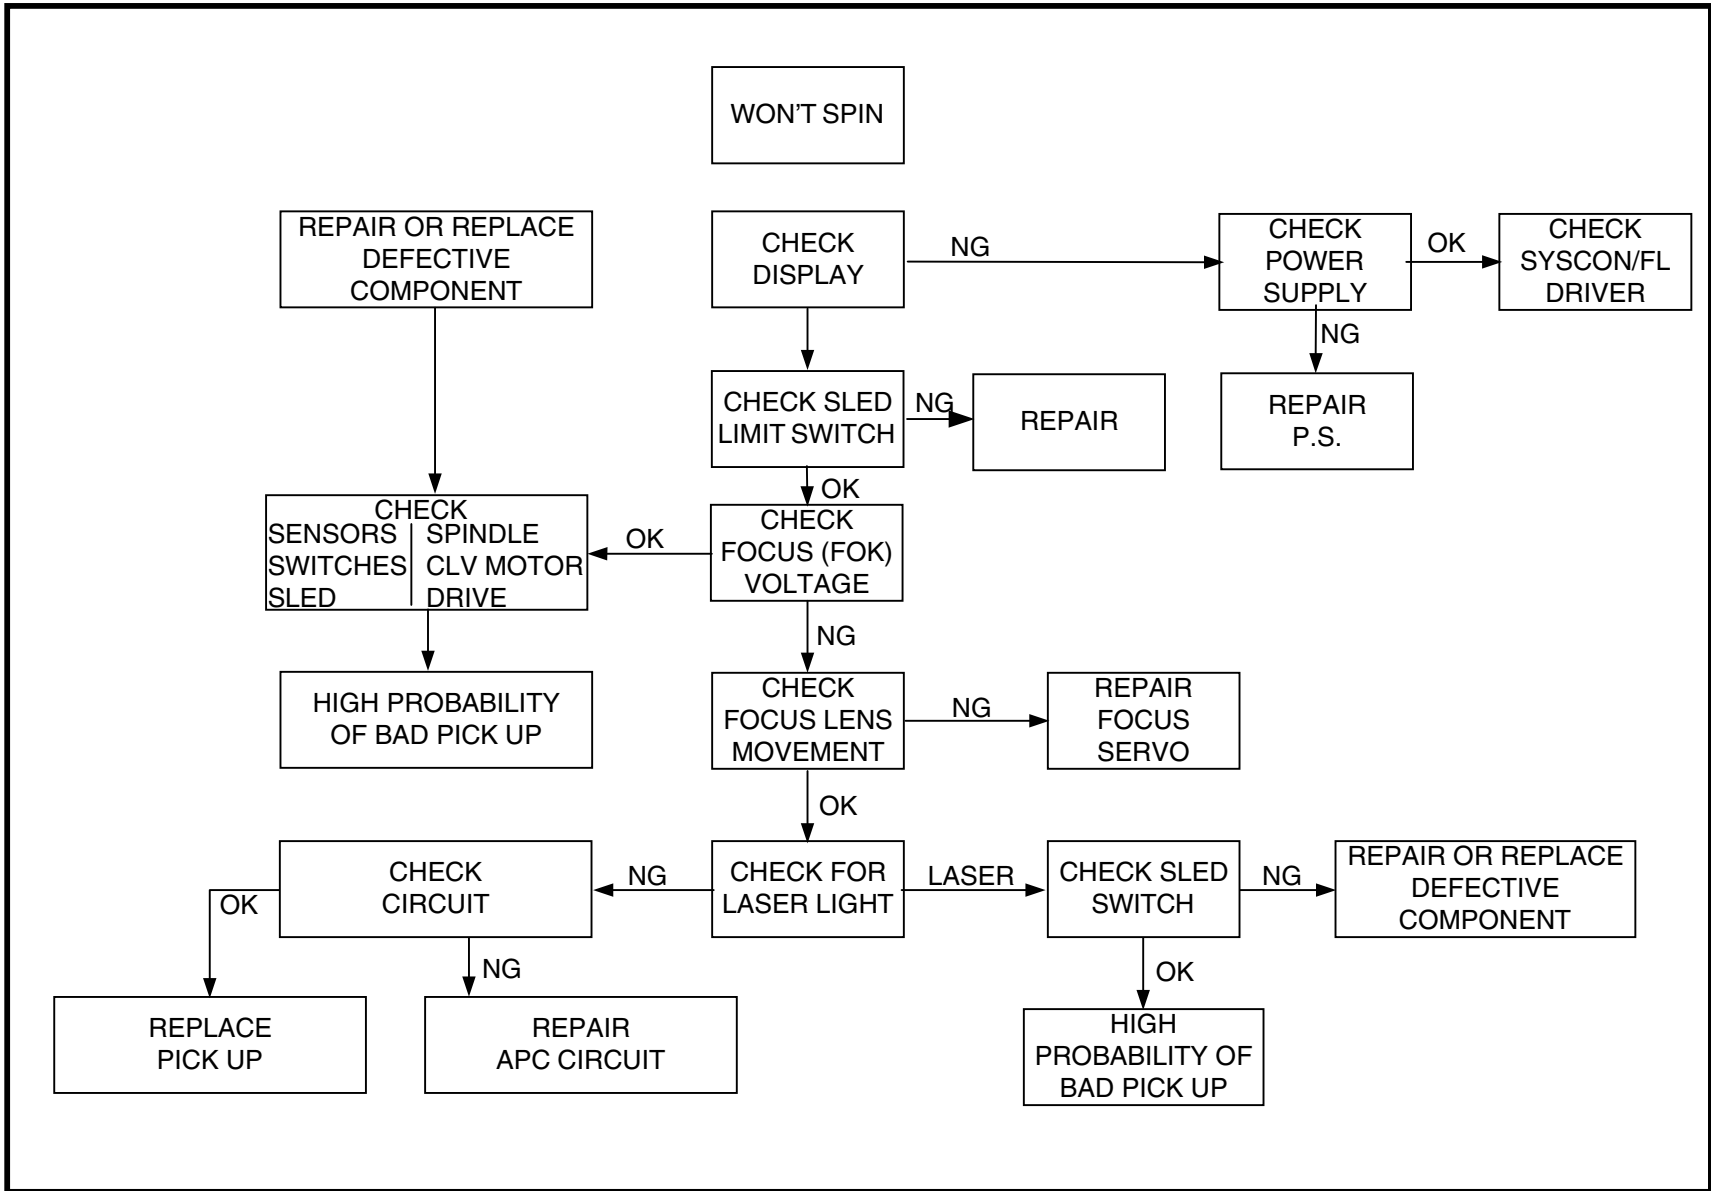 WON'T SPIN
REPAIR OR REPLACE
DEFECTIVE
COMPONENT
CHECK
DISPLAY
NG
CHECK
POWER
SUPPLY
OK
CHECK
SYSCON/FL
DRIVER
NG
CHECK SLED
LIMIT SWITCH
NG
REPAIR
REPAIR
P.S.
OK
CHECK
SENSORS
SWITCHES
SLED
SPINDLE
CLV MOTOR
DRIVE
OK
CHECK
FOCUS (FOK)
VOLTAGE
NG
HIGH PROBABILITY
OF BAD PICK UP
CHECK
FOCUS LENS
MOVEMENT
NG
REPAIR
FOCUS
SERVO
OK
CHECK
CIRCUIT
NG
CHECK FOR
LASER LIGHT
LASER
CHECK SLED
SWITCH
NG
REPAIR OR REPLACE
DEFECTIVE
COMPONENT
OK
NG
OK
REPLACE
PICK UP
REPAIR
APC CIRCUIT
HIGH
PROBABILITY OF
BAD PICK UP